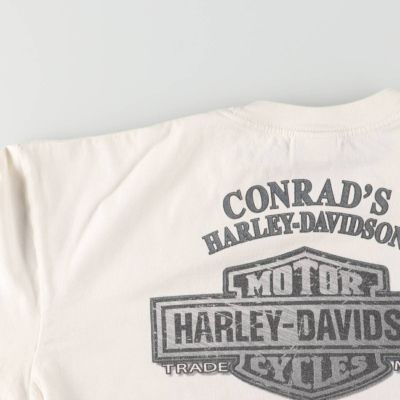 CONRAD'S
HARLEY-DAVIDSON
MOTOR
HARLEY-DAVIDS
CYCLES
TRADE M